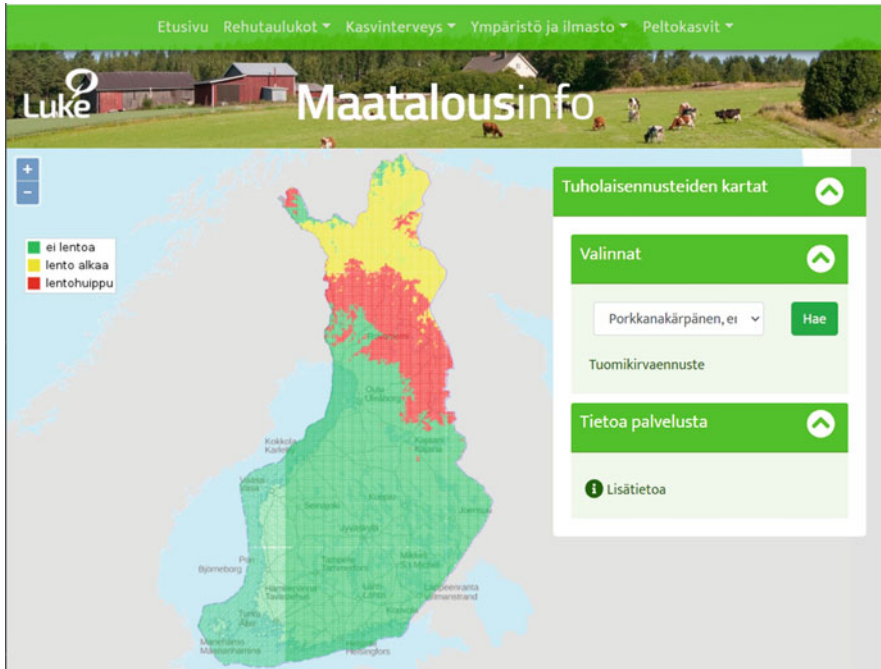 Etusivu Rehutaulukot Kasvinterveys Ympäristö ja ilmasto Peltokasvit
Luke
Maatalousinfo
+
−
Tuholaisennusteiden kartat
ei lentoa
lento alkaa
lentohuippu
Valinnat
Porkkanakärpänen, e
Hae
Tuomikirvaennuste
Tietoa palvelusta
Lisätietoa
Oulu
Uleåborg
Kokkola
Karleby
Kajaani
Kajana
Vaasa
Vasa
Kuopio
Seinäjoki
Joensuu
Jyväskylä
Pori
Björneborg
Tampere
Tammerfors
Mikkeli
S:t Michel
Hämeenlinna
Tavastehus
Lahti
Lahtis
Lappeenranta
Villmanstrand
Kouvola
Turku
Åbo
Helsinki
Helsingfors